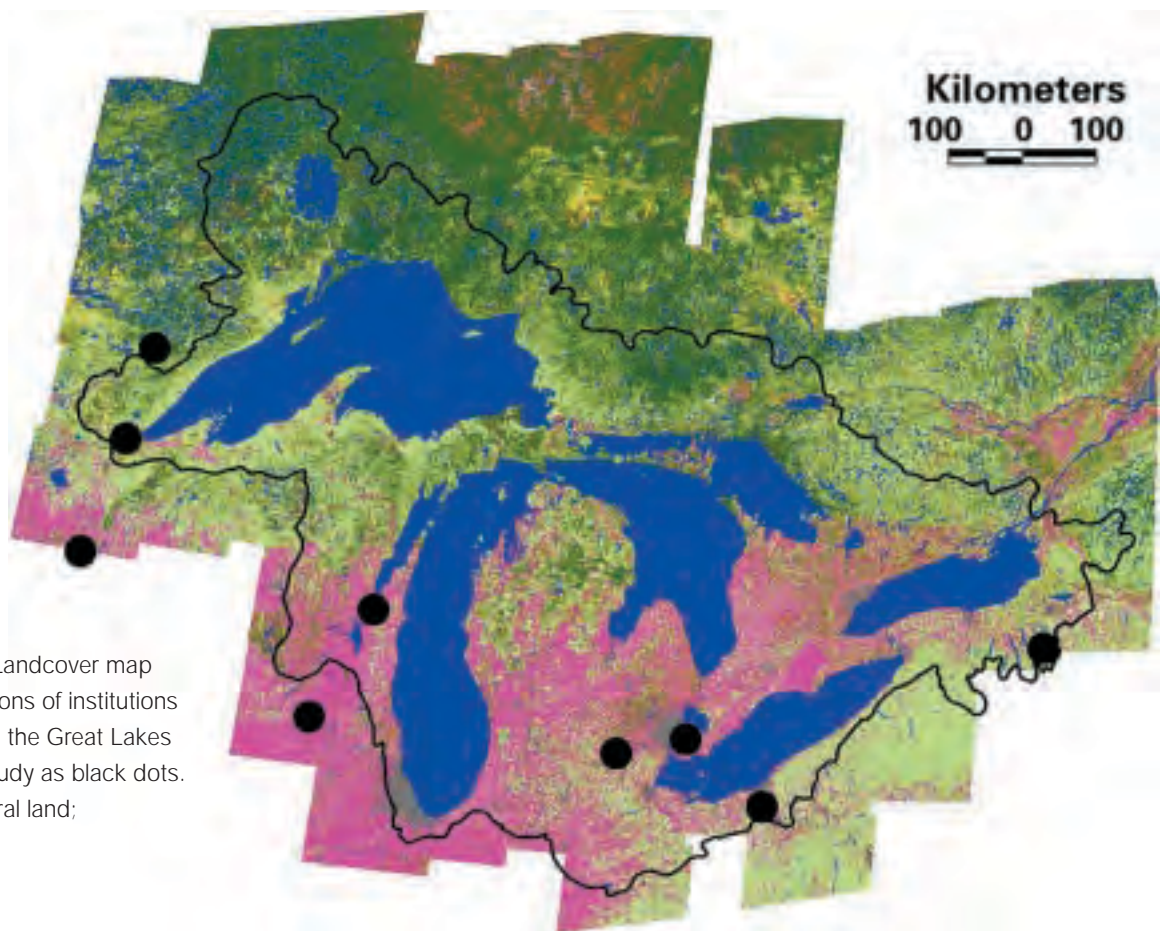 Kilometers
100 0 100
Landcover map
ons of institutions
the Great Lakes
udy as black dots.
ral land;